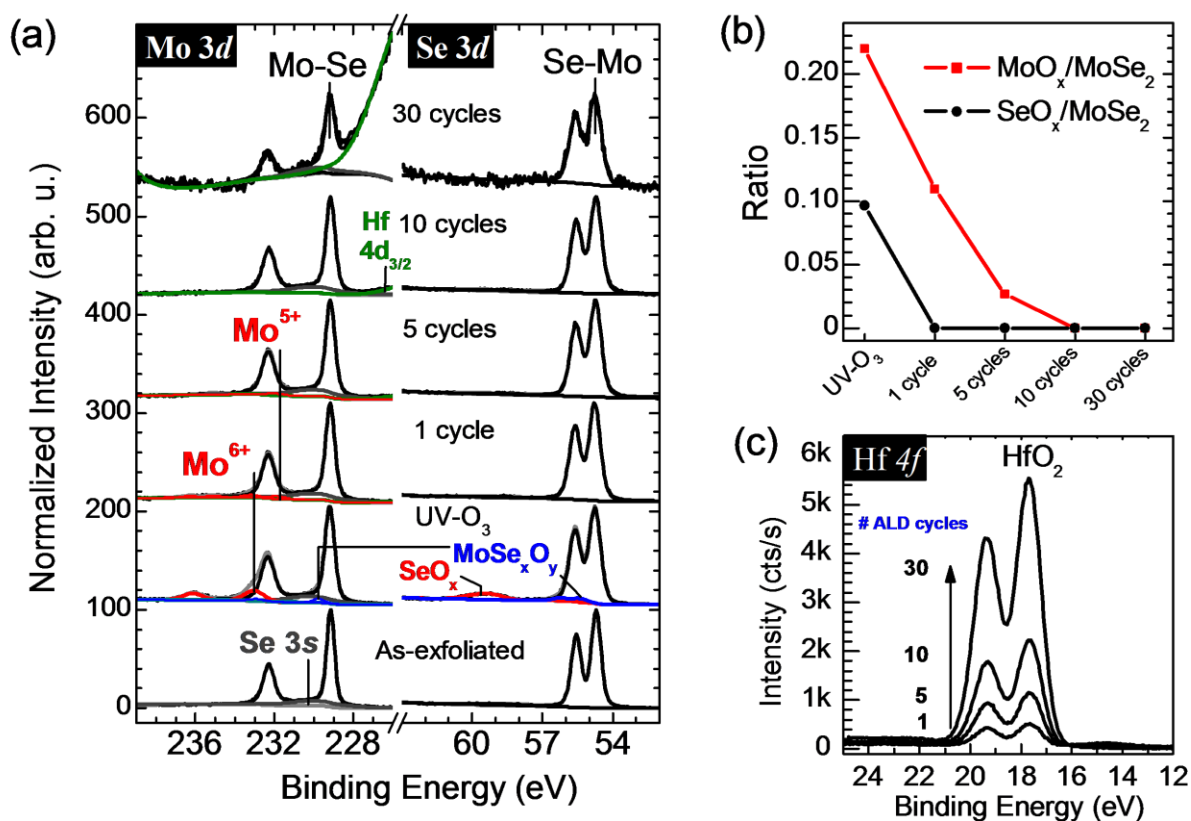 (a)
Mo 3d
Se 3d
Mo-Se
Se-Mo
30 cycles
10 cycles
Hf
4d3/2
5 cycles
Mo5+
1 cycle
Mo6+
UV-O3
MoSexOy
SeOx
Se 3s
As-exfoliated
Normalized Intensity (arb. u.)
600
500
400
300
200
100
0
236
232
228
60
57
54
Binding Energy (eV)
(b)
MoOx/MoSe2
SeOx/MoSe2
Ratio
0.20
0.15
0.10
0.05
0
UV-O3
1 cycle
5 cycles
10 cycles
30 cycles
(c)
Hf 4f
HfO2
# ALD cycles
30
10
5
1
Intensity (cts/s)
6k
5k
4k
3k
2k
1k
0
24
22
20
18
16
14
12
Binding Energy (eV)